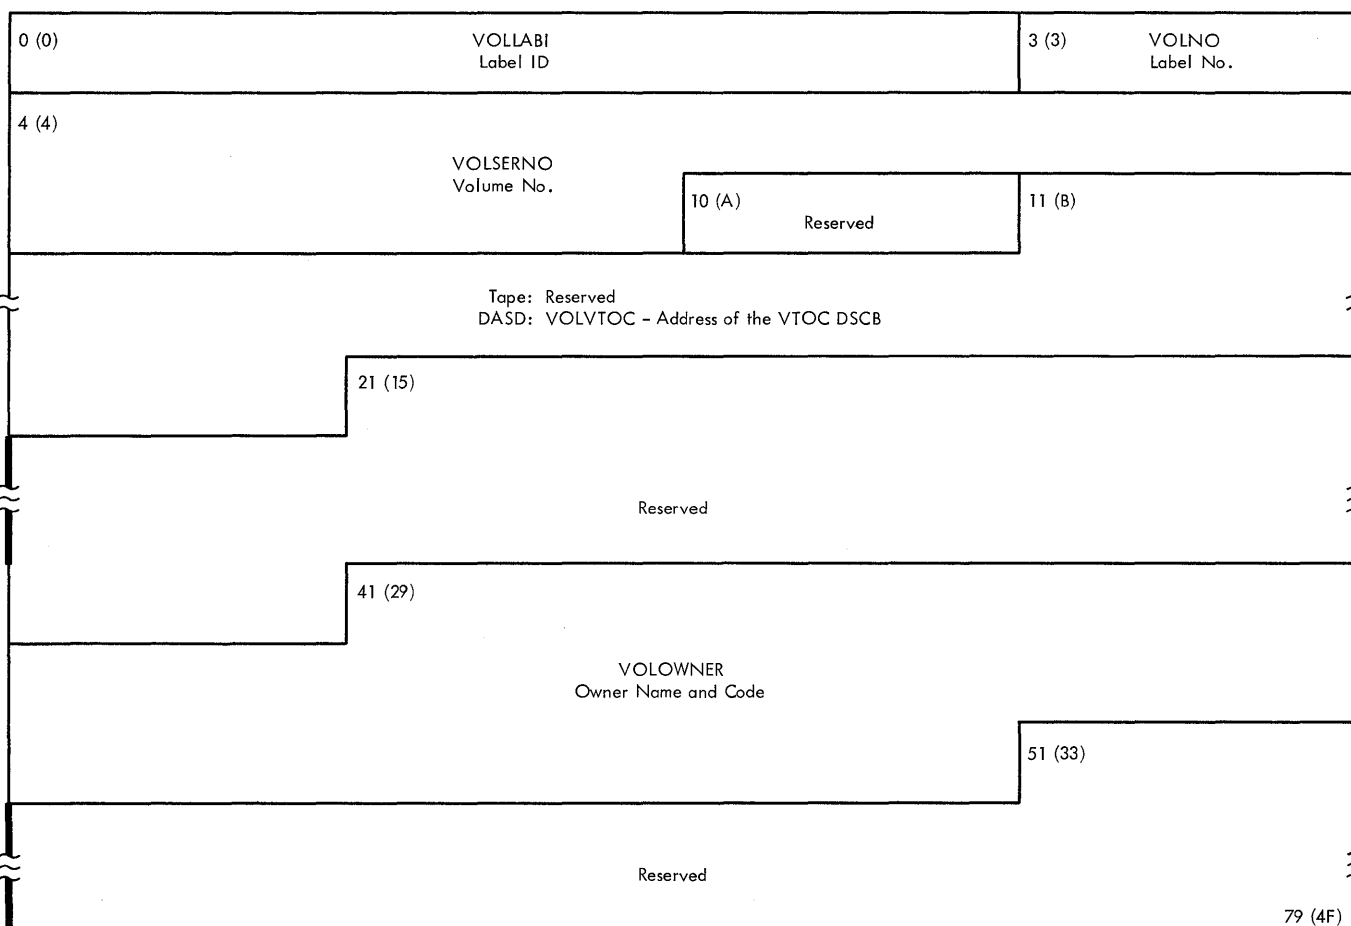 0 (0) VOLLABI 3 (3) VOLNO
Label ID Label No.
4 (4)
VOLSERNO
Volume No.
10 (A) 11 (B)
Reserved
Tape: Reserved
DASD: VOLVTOC – Address of the VTOC DSCB
21 (15)
Reserved
41 (29)
VOLOWNER
Owner Name and Code
51 (33)
Reserved
79 (4F)